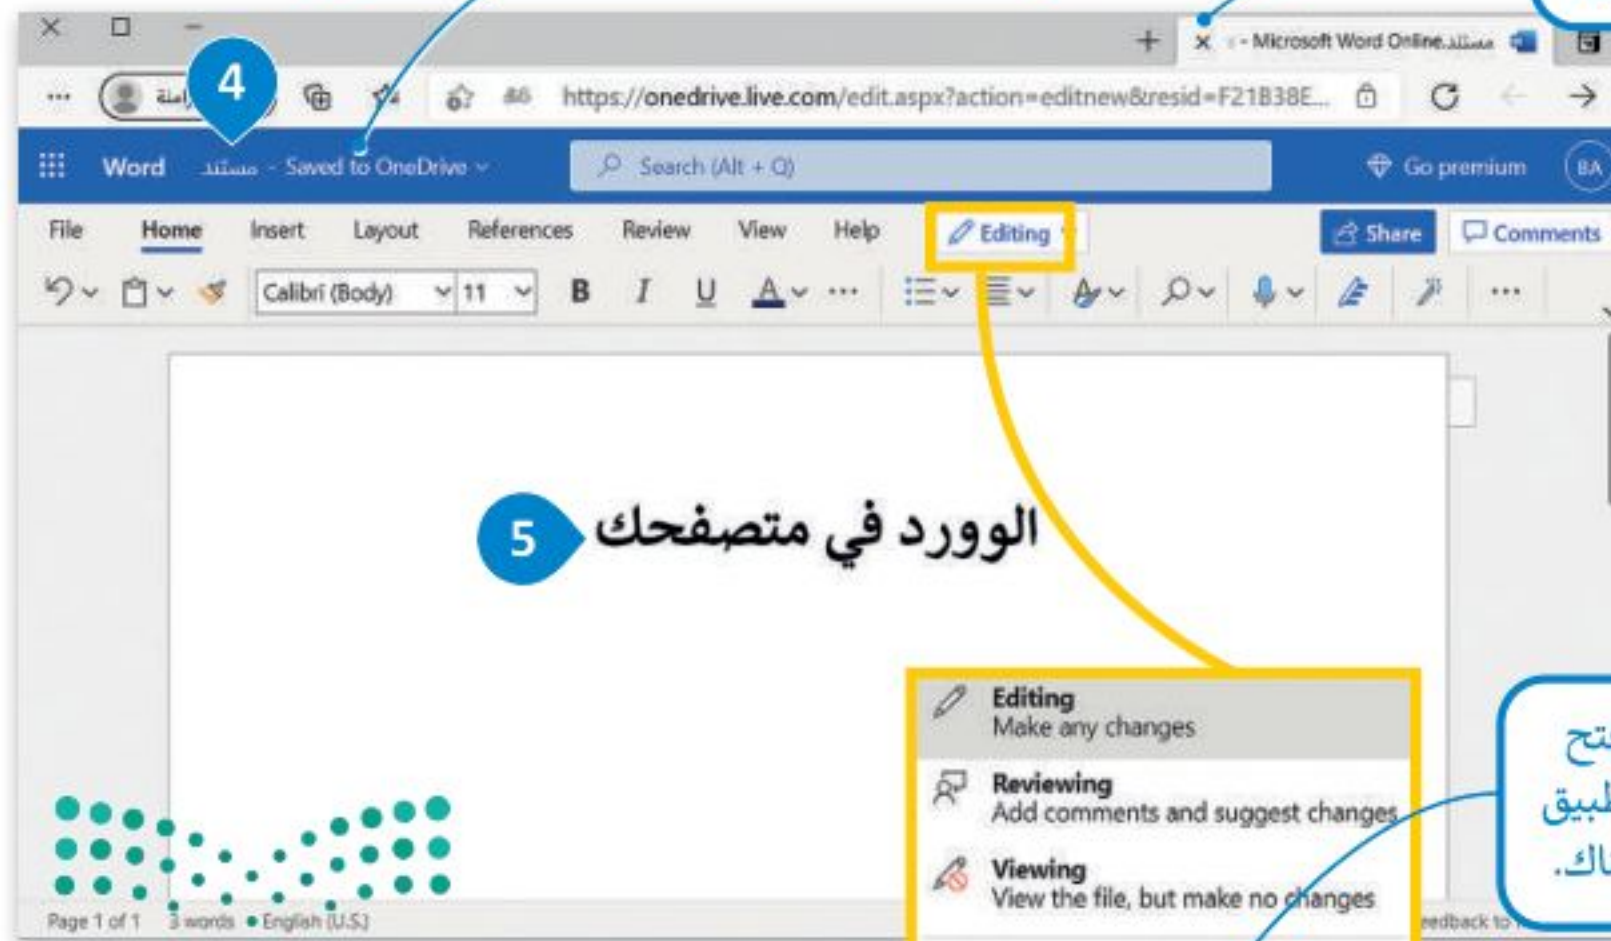 مستند - Microsoft Word Online
https://onedrive.live.com/edit.aspx?action=editnew&resid=F21B38E...
4
Word مستند - Saved to OneDrive
Search (Alt + Q)
Go premium
BA
File Home Insert Layout References Review View Help Editing Share Comments
Calibri (Body) 11 B I U A ...
الوورد في متصفحك
5
Editing
Make any changes
Reviewing
Add comments and suggest changes
Viewing
View the file, but make no changes
Page 1 of 1 3 words English (U.S.)